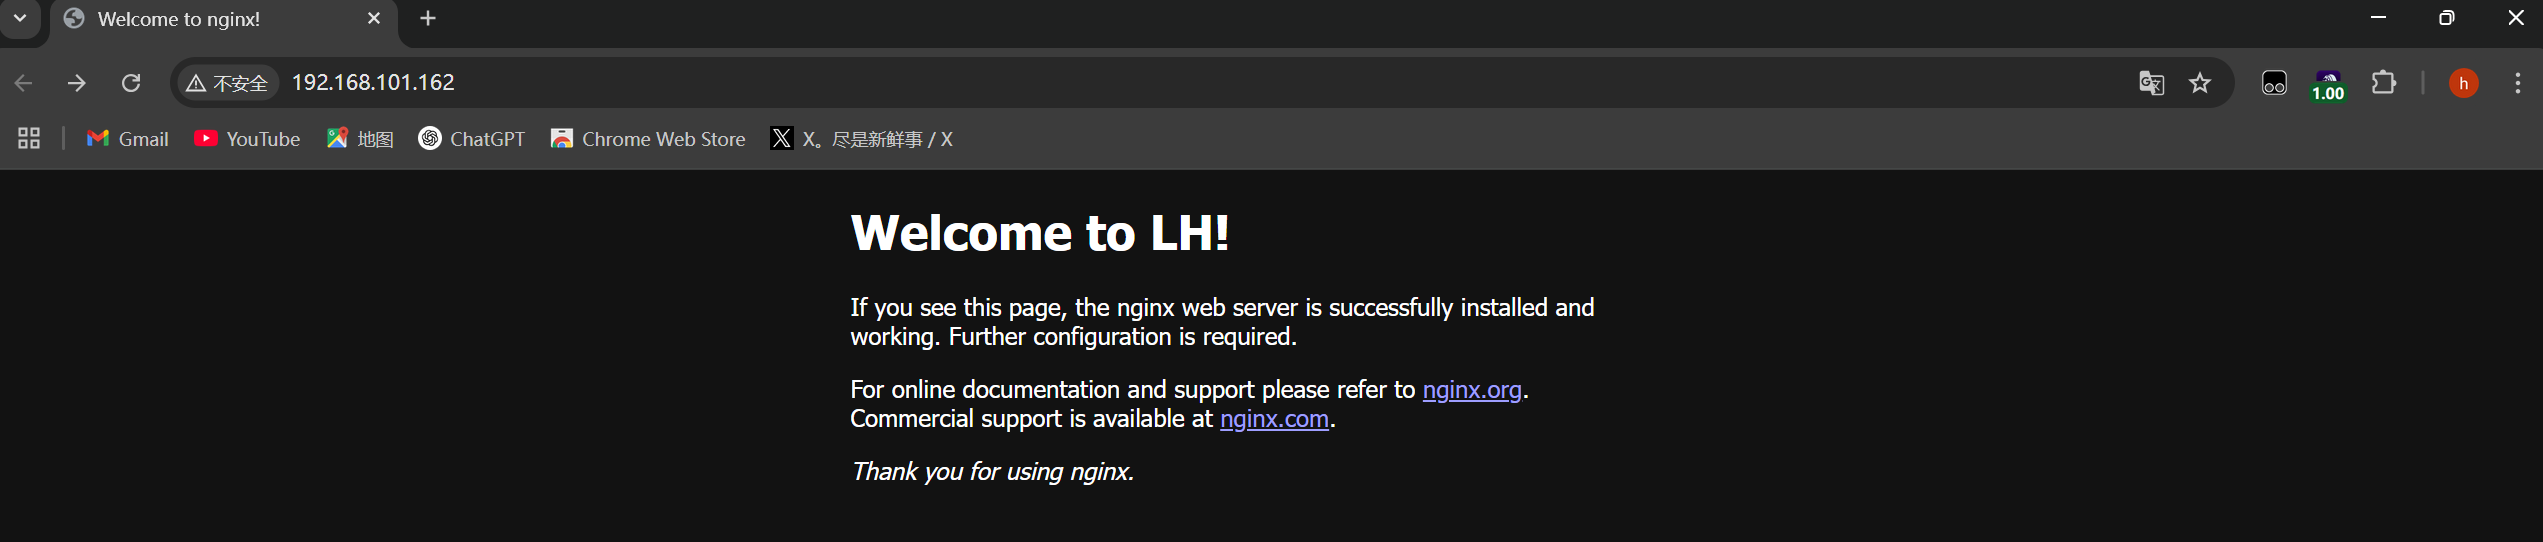 Welcome to nginx!
不安全 192.168.101.162
1.00
h
Gmail YouTube 地图 ChatGPT Chrome Web Store X。尽是新鲜事 / X
Welcome to LH!
If you see this page, the nginx web server is successfully installed and
working. Further configuration is required.
For online documentation and support please refer to nginx.org.
Commercial support is available at nginx.com.
Thank you for using nginx.